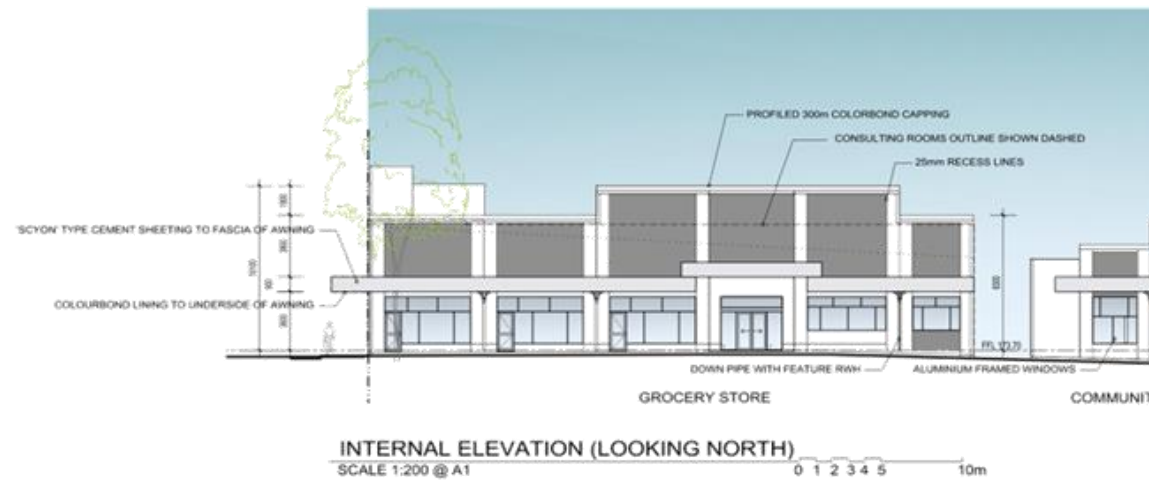 PROFILED 300m COLORBOND CAPPING
CONSULTING ROOMS OUTLINE SHOWN DASHED
25mm RECESS LINES
'SCYON' TYPE CEMENT SHEETING TO FASCIA OF AWNING
COLOURBOND LINING TO UNDERSIDE OF AWNING
DOWN PIPE WITH FEATURE RWH
ALUMINIUM FRAMED WINDOWS
GROCERY STORE
COMMUNIT
INTERNAL ELEVATION (LOOKING NORTH)
SCALE 1:200 @ A1
0 1 2 3 4 5 10m